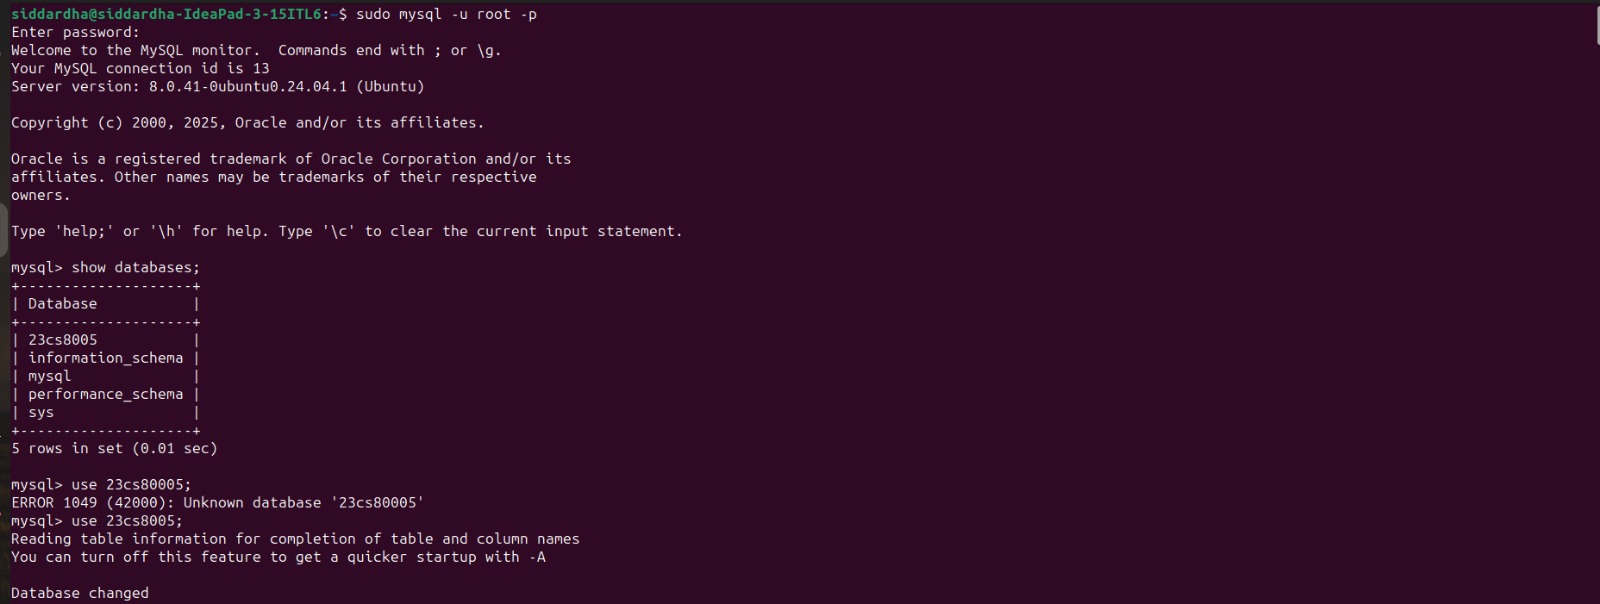 siddardha@siddardha-IdeaPad-3-15ITL6:~$ sudo mysql -u root -p
Enter password:
Welcome to the MySQL monitor.  Commands end with ; or \g.
Your MySQL connection id is 13
Server version: 8.0.41-0ubuntu0.24.04.1 (Ubuntu)

Copyright (c) 2000, 2025, Oracle and/or its affiliates.

Oracle is a registered trademark of Oracle Corporation and/or its
affiliates. Other names may be trademarks of their respective
owners.

Type 'help;' or '\h' for help. Type '\c' to clear the current input statement.

mysql> show databases;
+--------------------+
| Database           |
+--------------------+
| 23cs8005           |
| information_schema |
| mysql              |
| performance_schema |
| sys                |
+--------------------+
5 rows in set (0.01 sec)

mysql> use 23cs80005;
ERROR 1049 (42000): Unknown database '23cs80005'
mysql> use 23cs8005;
Reading table information for completion of table and column names
You can turn off this feature to get a quicker startup with -A

Database changed